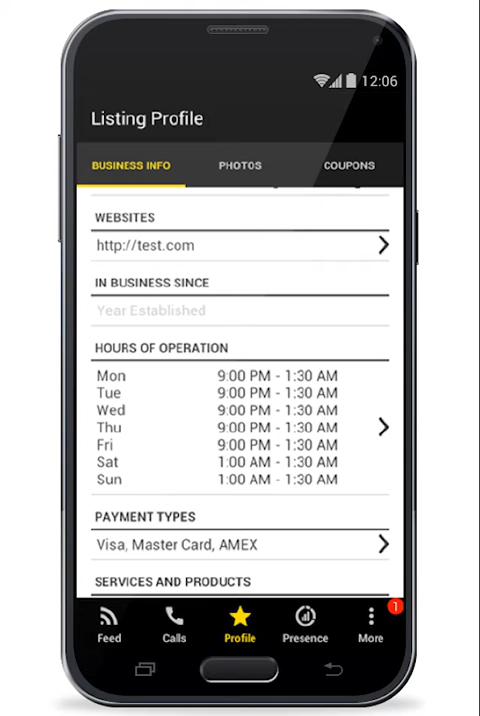 12:06
Listing Profile
BUSINESS INFO PHOTOS COUPONS
WEBSITES
http://test.com
IN BUSINESS SINCE
Year Established
HOURS OF OPERATION
Mon 9:00 PM - 1:30 AM
Tue 9:00 PM - 1:30 AM
Wed 9:00 PM - 1:30 AM
Thu 9:00 PM - 1:30 AM
Fri 9:00 PM - 1:30 AM
Sat 1:00 AM - 1:30 AM
Sun 1:00 AM - 1:30 AM
PAYMENT TYPES
Visa, Master Card, AMEX
SERVICES AND PRODUCTS
1
Feed Calls Profile Presence More